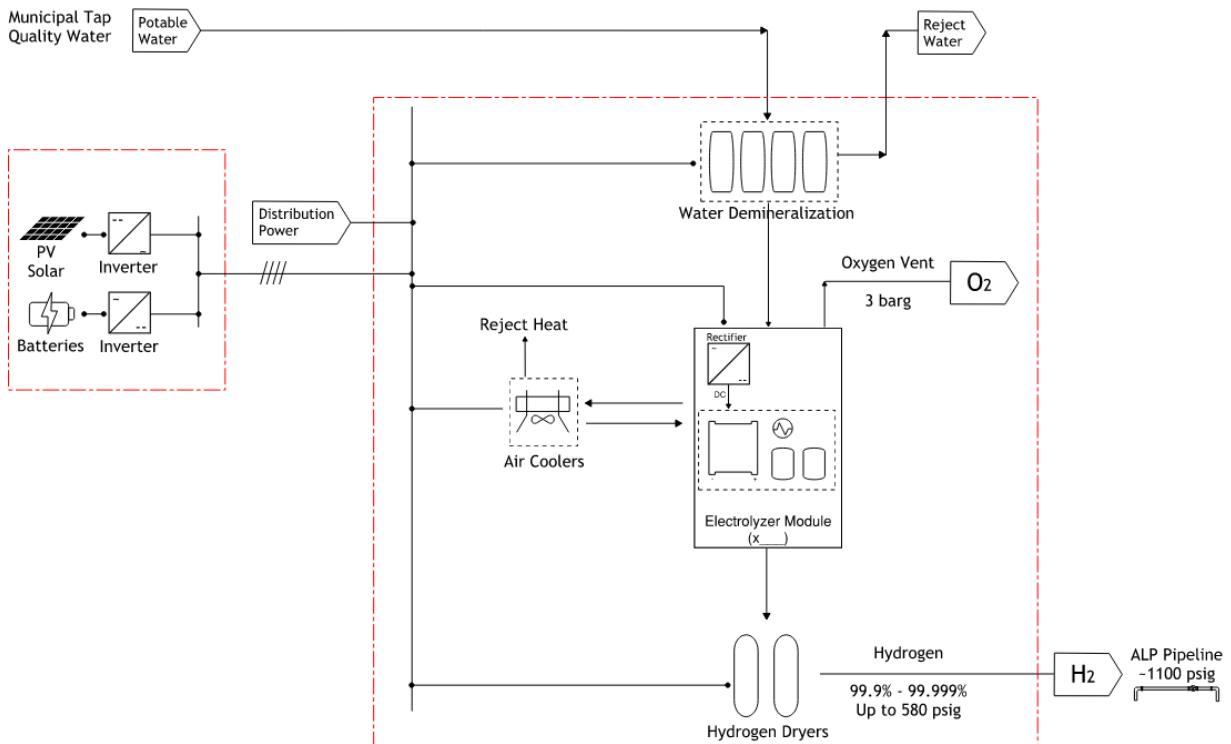 Municipal Tap
Quality Water
Potable
Water
Reject
Water
Water Demineralization
Distribution
Power
PV
Solar
Inverter
Batteries
Inverter
Oxygen Vent
3 barg
O2
Reject Heat
Air Coolers
Rectifier
DC
- +
Electrolyzer Module
(x___)
Hydrogen
99.9% - 99.999%
Up to 580 psig
Hydrogen Dryers
H2
ALP Pipeline
~1100 psig